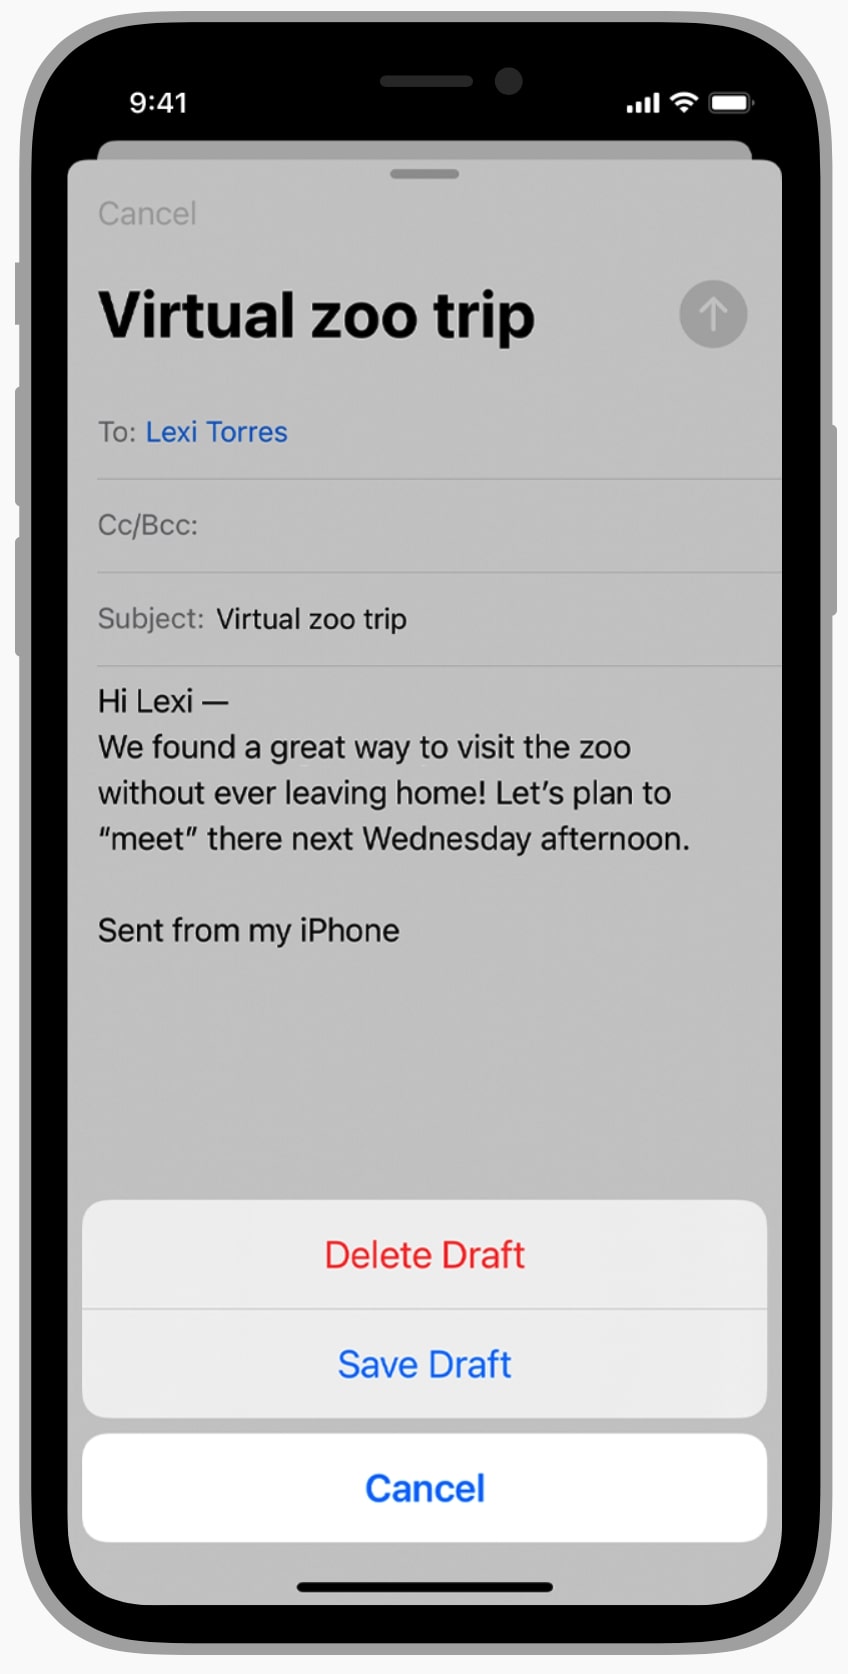 9:41
Cancel
Virtual zoo trip
To: Lexi Torres
Cc/Bcc:
Subject: Virtual zoo trip
Hi Lexi —
We found a great way to visit the zoo
without ever leaving home! Let’s plan to
“meet” there next Wednesday afternoon.
Sent from my iPhone
Delete Draft
Save Draft
Cancel